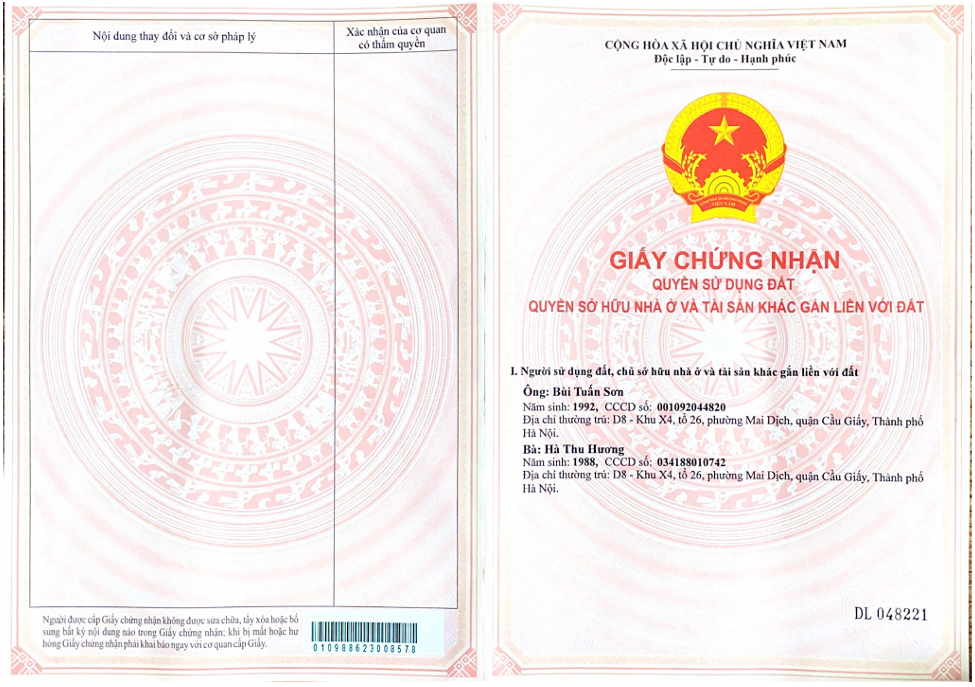 Nội dung thay đổi và cơ sở pháp lý
Xác nhận của cơ quan
có thẩm quyền
Người được cấp Giấy chứng nhận không được sửa chữa, tẩy xóa hoặc bổ
sung bất kỳ nội dung nào trong Giấy chứng nhận; khi bị mất hoặc hư
hỏng Giấy chứng nhận phải khai báo ngay với cơ quan cấp Giấy.
010988623008578
CỘNG HÒA XÃ HỘI CHỦ NGHĨA VIỆT NAM
Độc lập - Tự do - Hạnh phúc
VIỆT NAM
GIẤY CHỨNG NHẬN
QUYỀN SỬ DỤNG ĐẤT
QUYỀN SỞ HỮU NHÀ Ở VÀ TÀI SẢN KHÁC GẮN LIỀN VỚI ĐẤT
I. Người sử dụng đất, chủ sở hữu nhà ở và tài sản khác gắn liền với đất
Ông: Bùi Tuấn Sơn
Năm sinh: 1992, CCCD số: 001092044820
Địa chỉ thường trú: D8 - Khu X4, tổ 26, phường Mai Dịch, quận Cầu Giấy, Thành phố
Hà Nội.
Bà: Hà Thu Hương
Năm sinh: 1988, CCCD số: 034188010742
Địa chỉ thường trú: D8 - Khu X4, tổ 26, phường Mai Dịch, quận Cầu Giấy, Thành phố
Hà Nội.
DL 048221